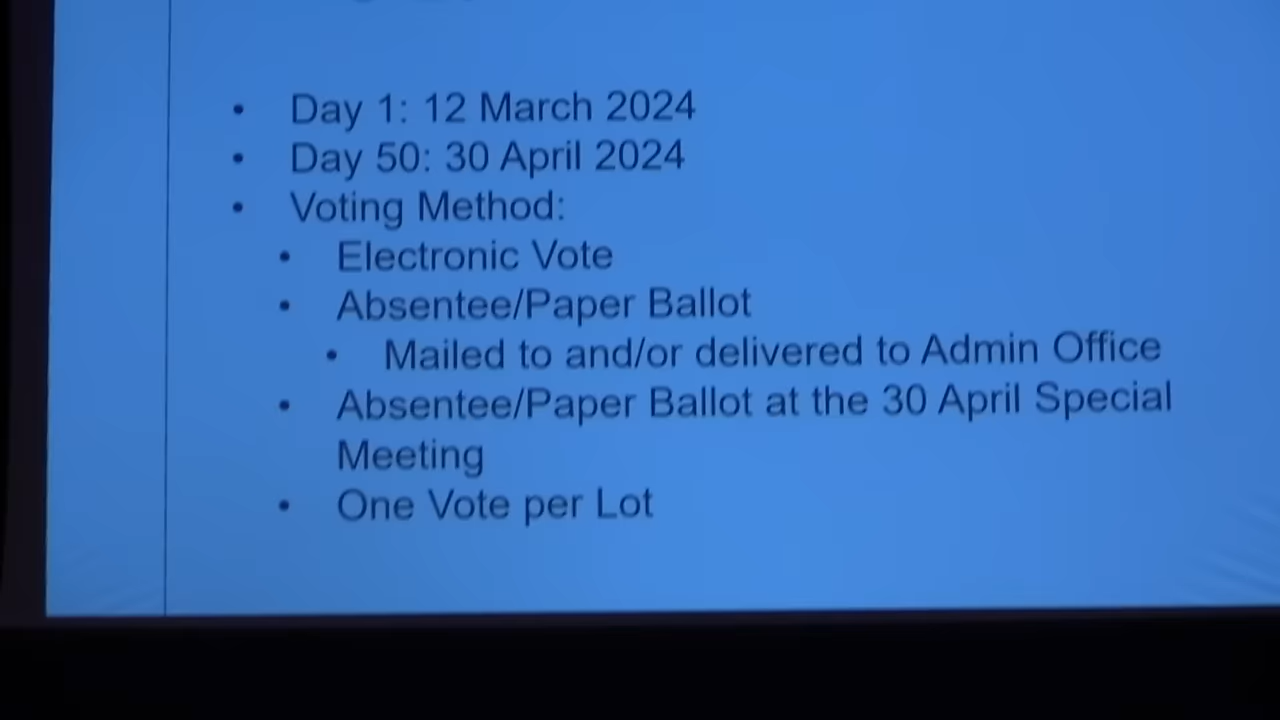 • Day 1: 12 March 2024
• Day 50: 30 April 2024
• Voting Method:
• Electronic Vote
• Absentee/Paper Ballot
• Mailed to and/or delivered to Admin Office
• Absentee/Paper Ballot at the 30 April Special
Meeting
• One Vote per Lot